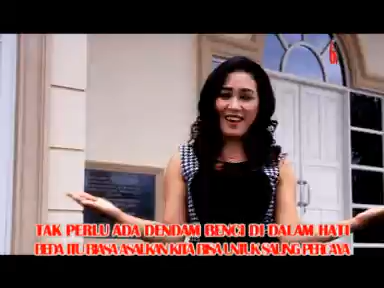 TAK PERLU ADA DENDAM BENCI DI DALAM HATI
BEDA ITU BIASA ASALKAN KITA BISA UNTUK SALING PERCAYA